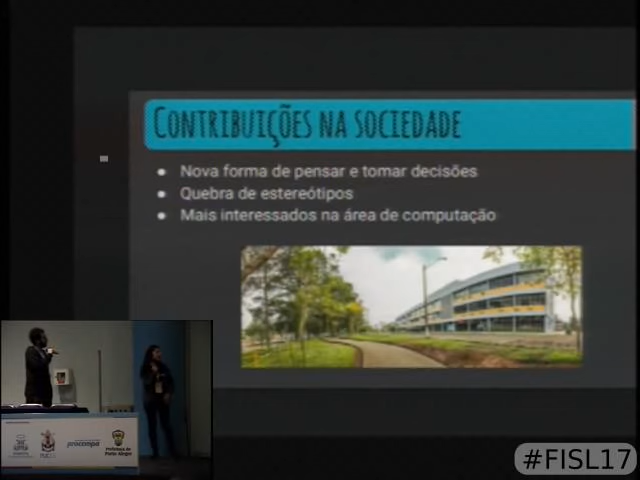 CONTRIBUIÇÕES NA SOCIEDADE
Nova forma de pensar e tomar decisões
Quebra de estereótipos
Mais interessados na área de computação
procempa
Prefeitura de
Porto Alegre
#FISL17